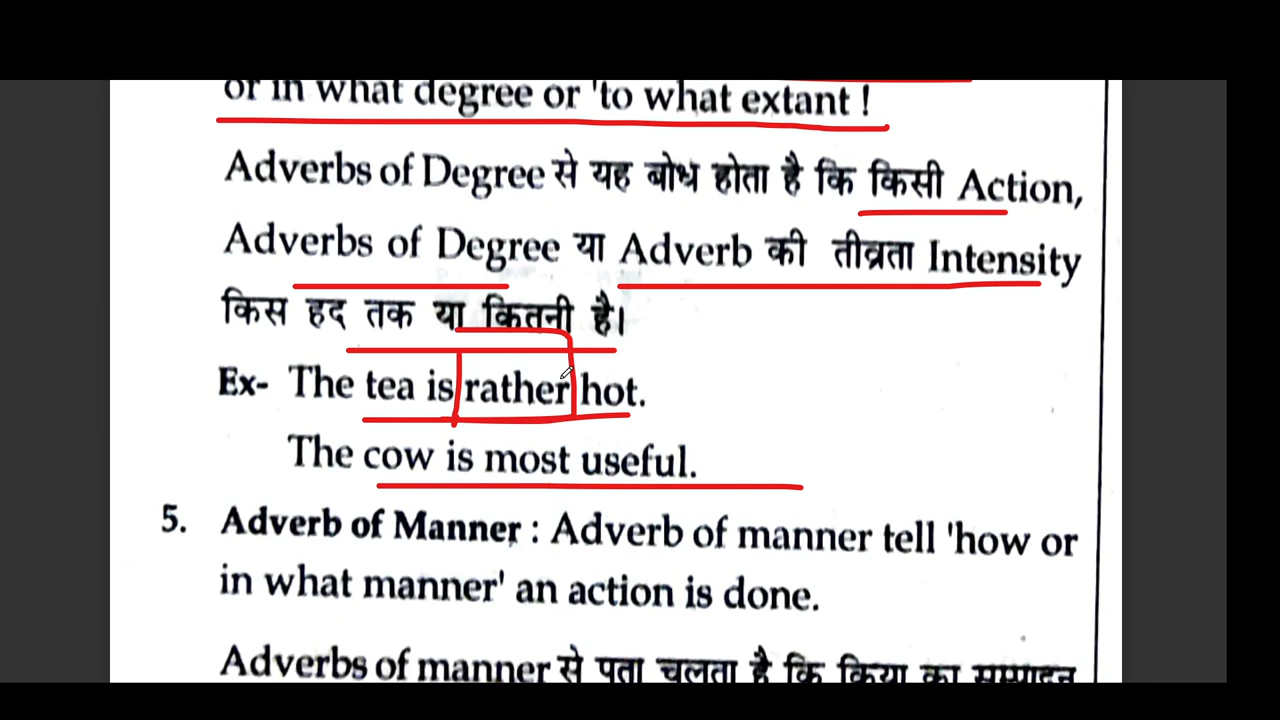 or in what degree or 'to what extant !
Adverbs of Degree से यह बोध होता है कि किसी Action,
Adverbs of Degree या Adverb की तीव्रता Intensity
किस हद तक या कितनी है।
Ex- The tea is rather hot.
The cow is most useful.
5. Adverb of Manner : Adverb of manner tell 'how or
in what manner' an action is done.
Adverbs of manner से पता चलता है कि क्रिया का सम्पादन